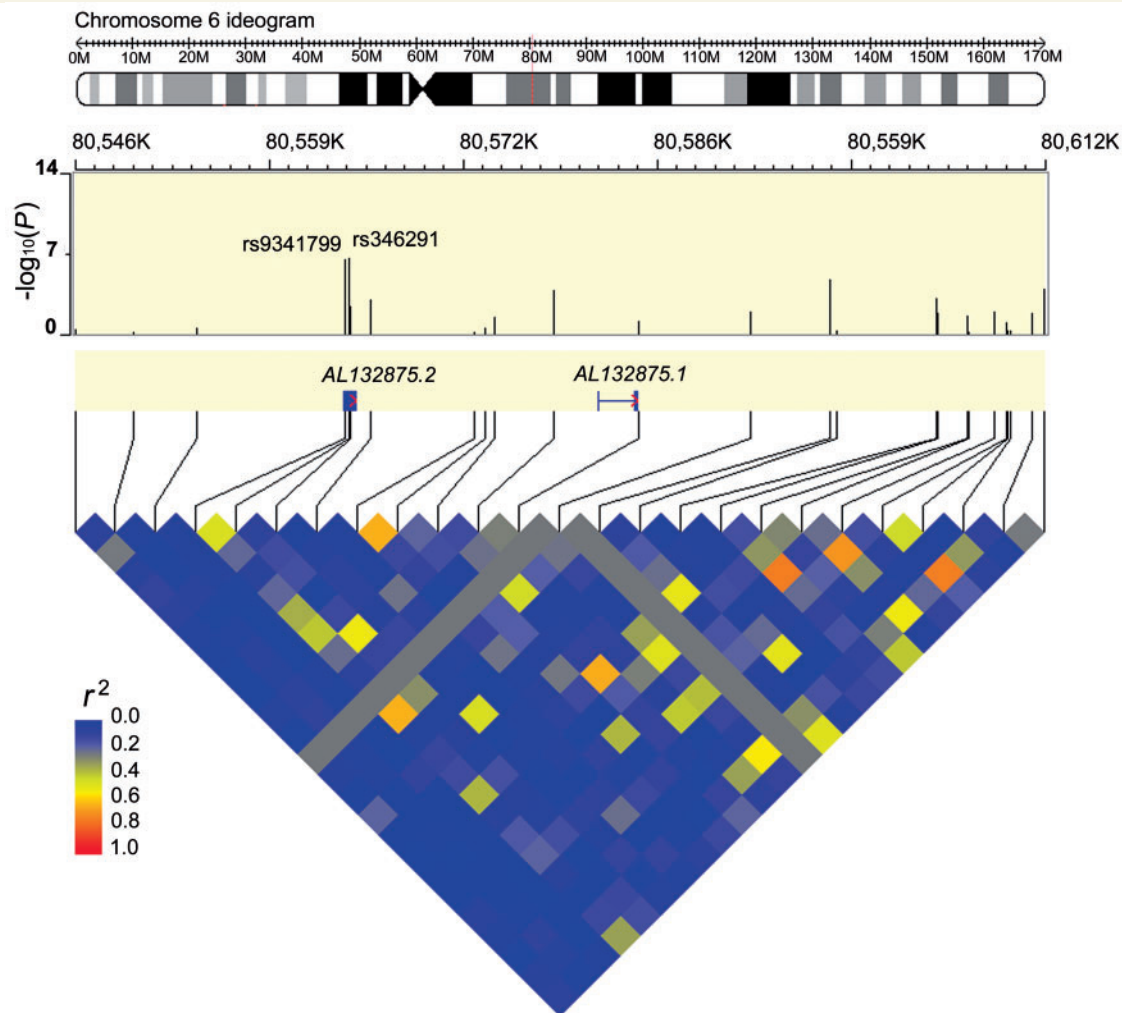 Chromosome 6 ideogram
0M 10M 20M 30M 40M 50M 60M 70M 80M 90M 100M 110M 120M 130M 140M 150M 160M 170M
80,546K 80,559K 80,572K 80,586K 80,559K 80,612K
14
7
0
-log10(P)
rs9341799 rs346291
AL132875.2 AL132875.1
r2
0.0
0.2
0.4
0.6
0.8
1.0